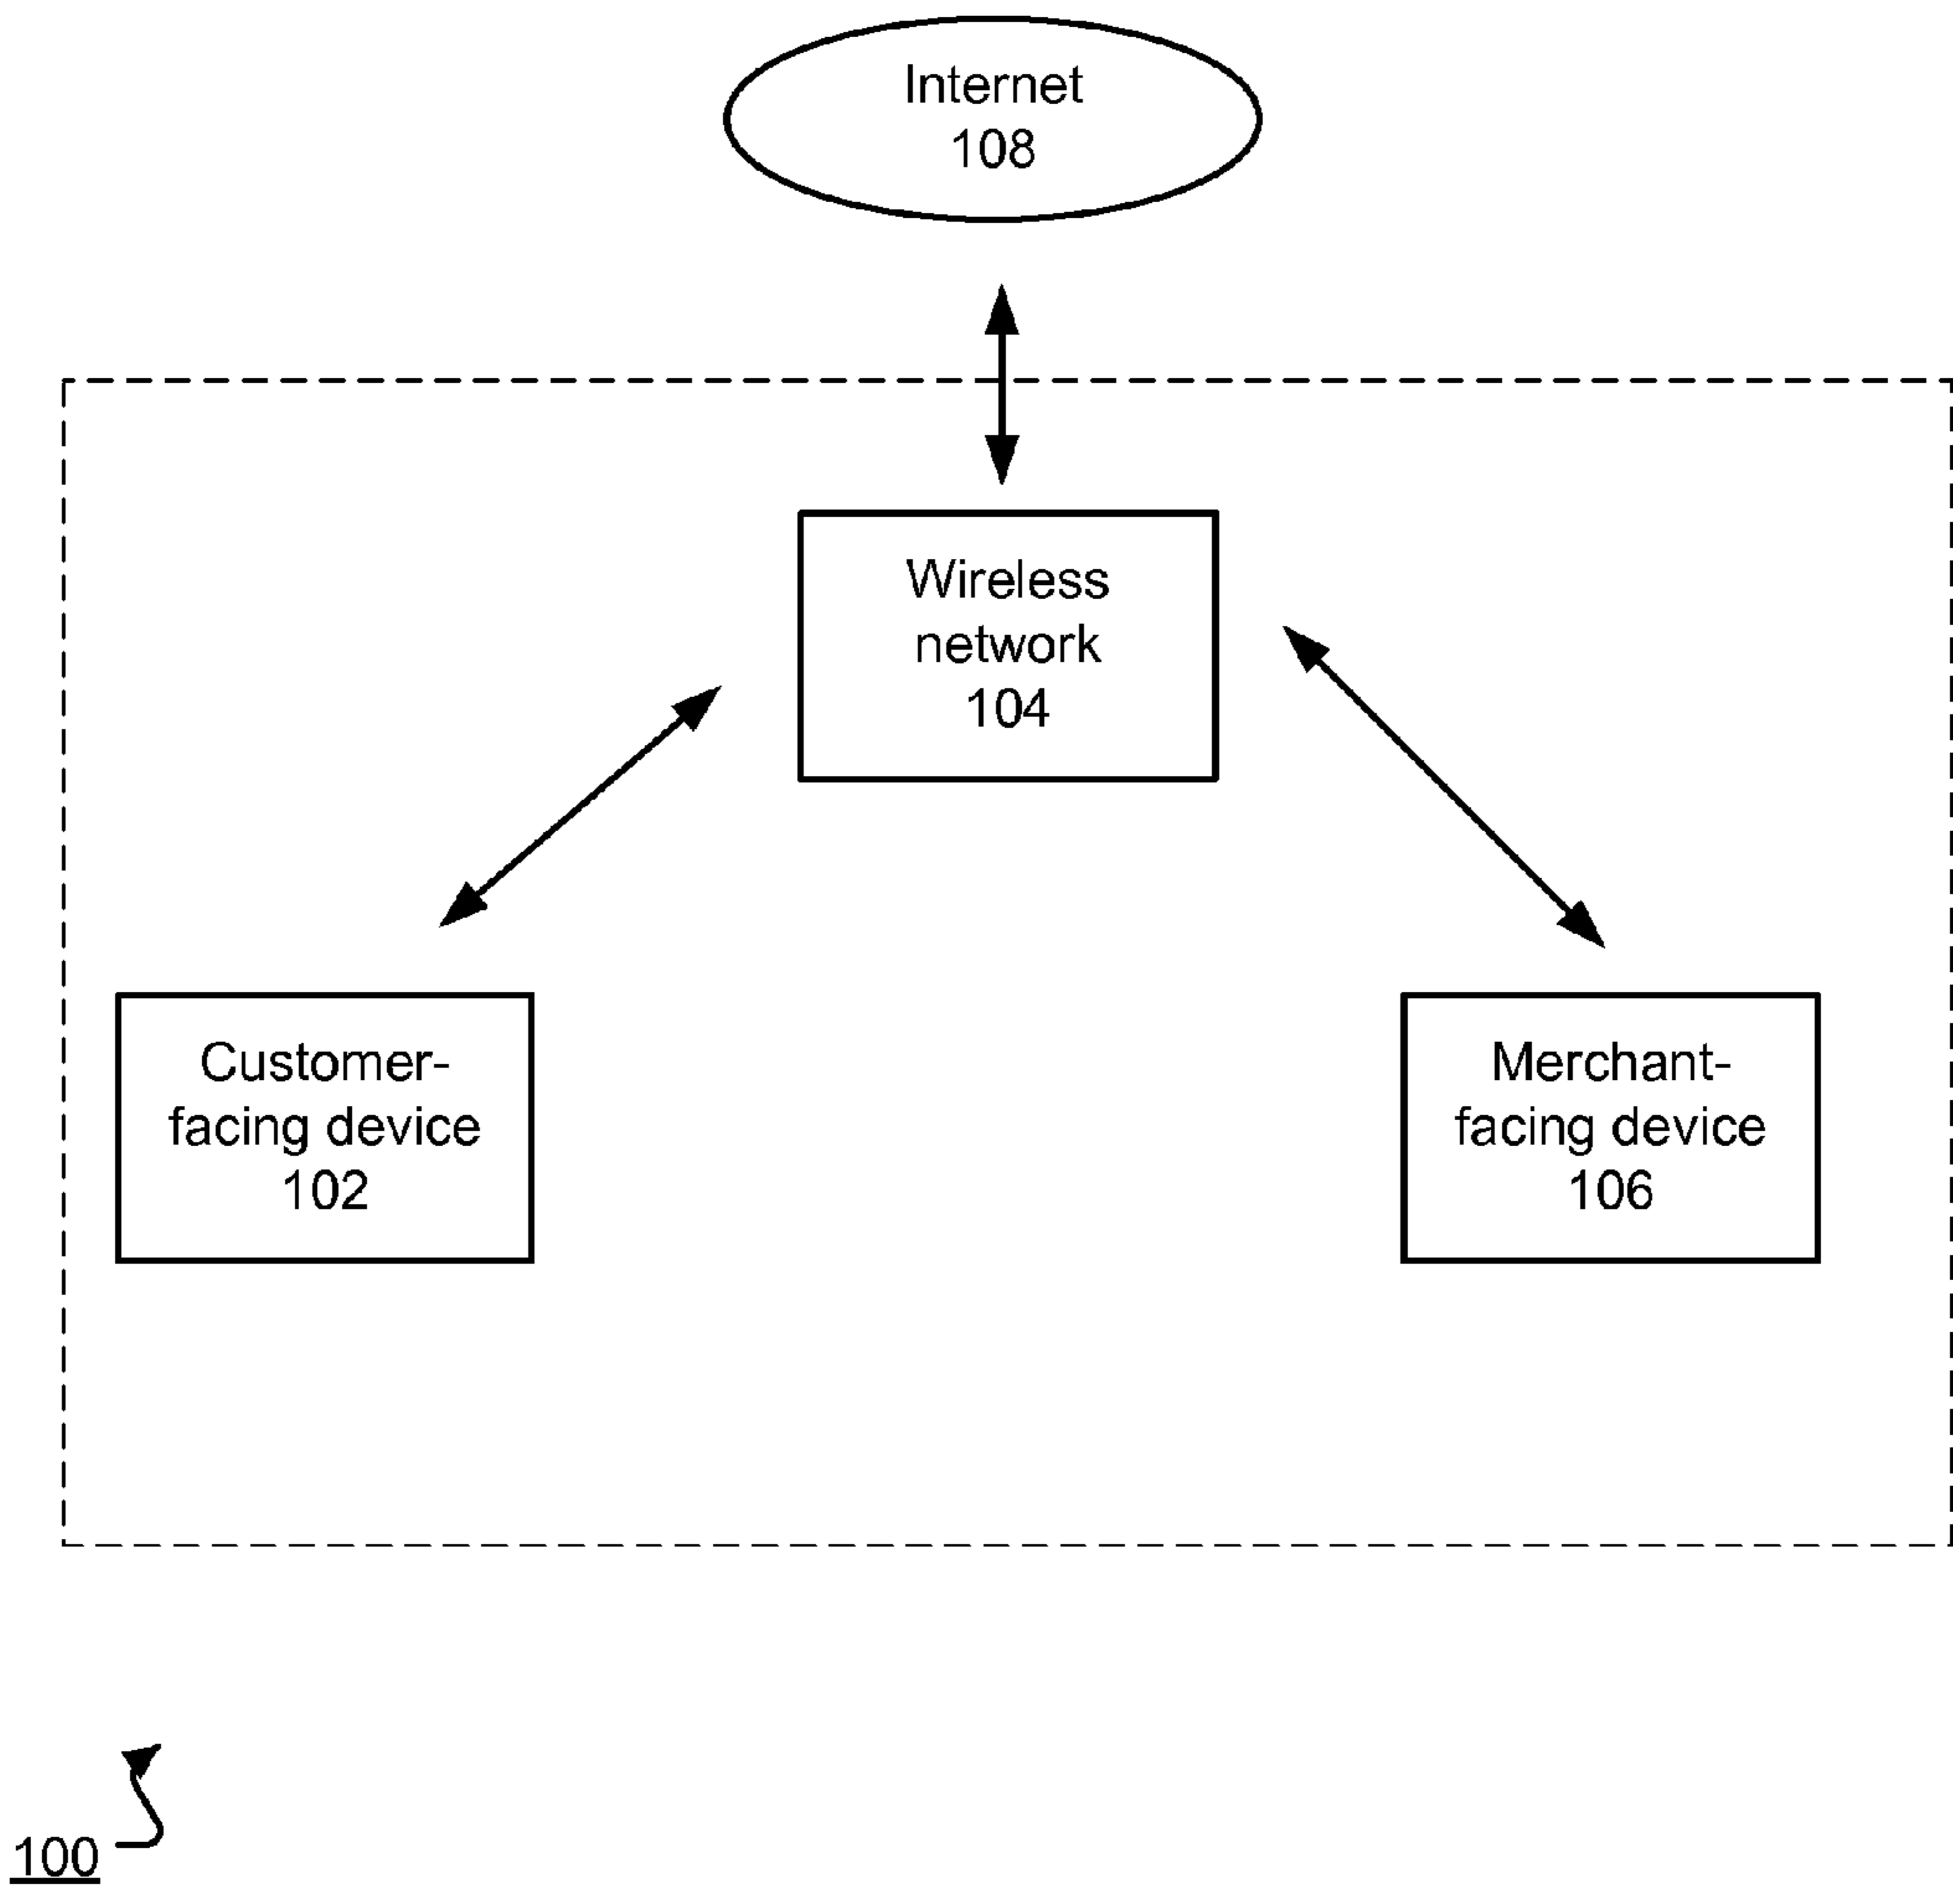 Internet
108
Wireless
network
104
Customer-
facing device
102
Merchant-
facing device
106
100